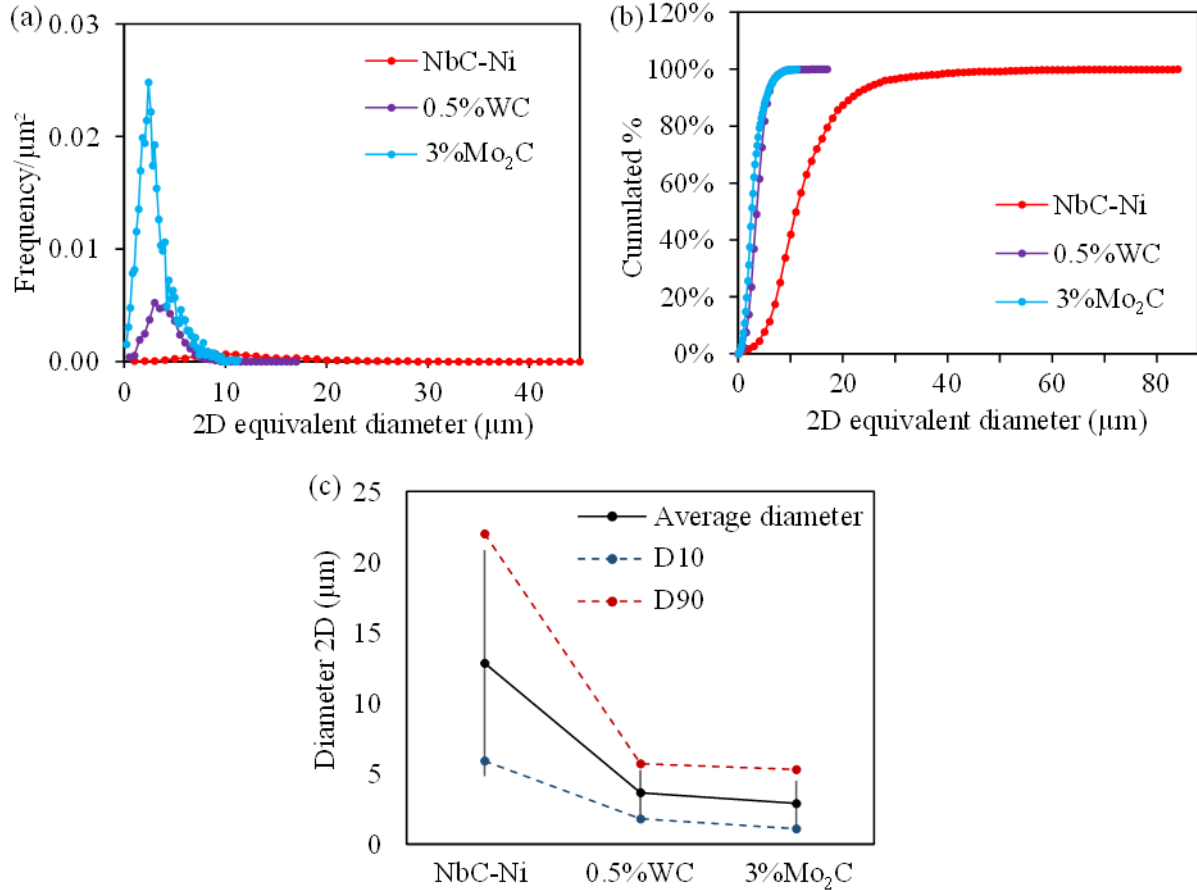 (a)
0.03
0.02
0.01
0.00
Frequency/µm²
0 10 20 30 40
2D equivalent diameter (µm)
NbC-Ni
0.5%WC
3%Mo₂C
(b)
120%
100%
80%
60%
40%
20%
0%
Cumulated %
0 20 40 60 80
2D equivalent diameter (µm)
NbC-Ni
0.5%WC
3%Mo₂C
(c)
25
20
15
10
5
0
Diameter 2D (µm)
NbC-Ni 0.5%WC 3%Mo₂C
Average diameter
D10
D90